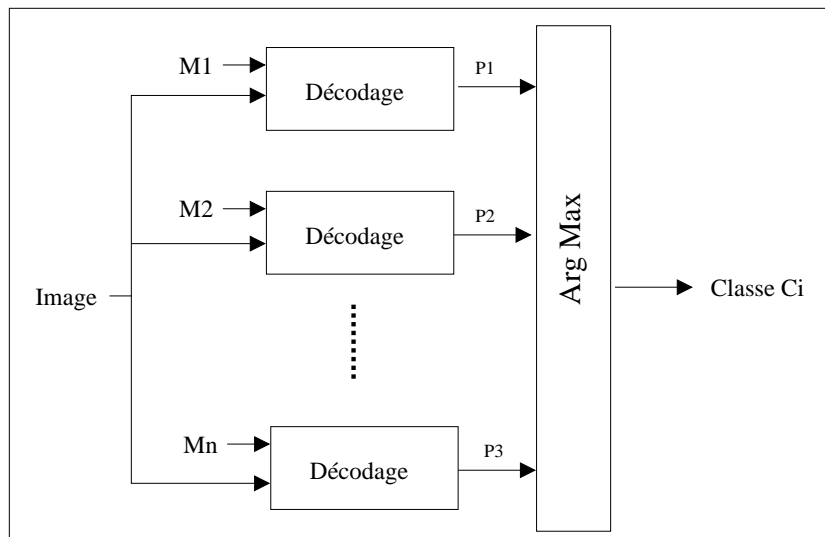 M1
Décodage
P1
M2
Décodage
P2
Arg Max
Image
Classe Ci
Mn
Décodage
P3